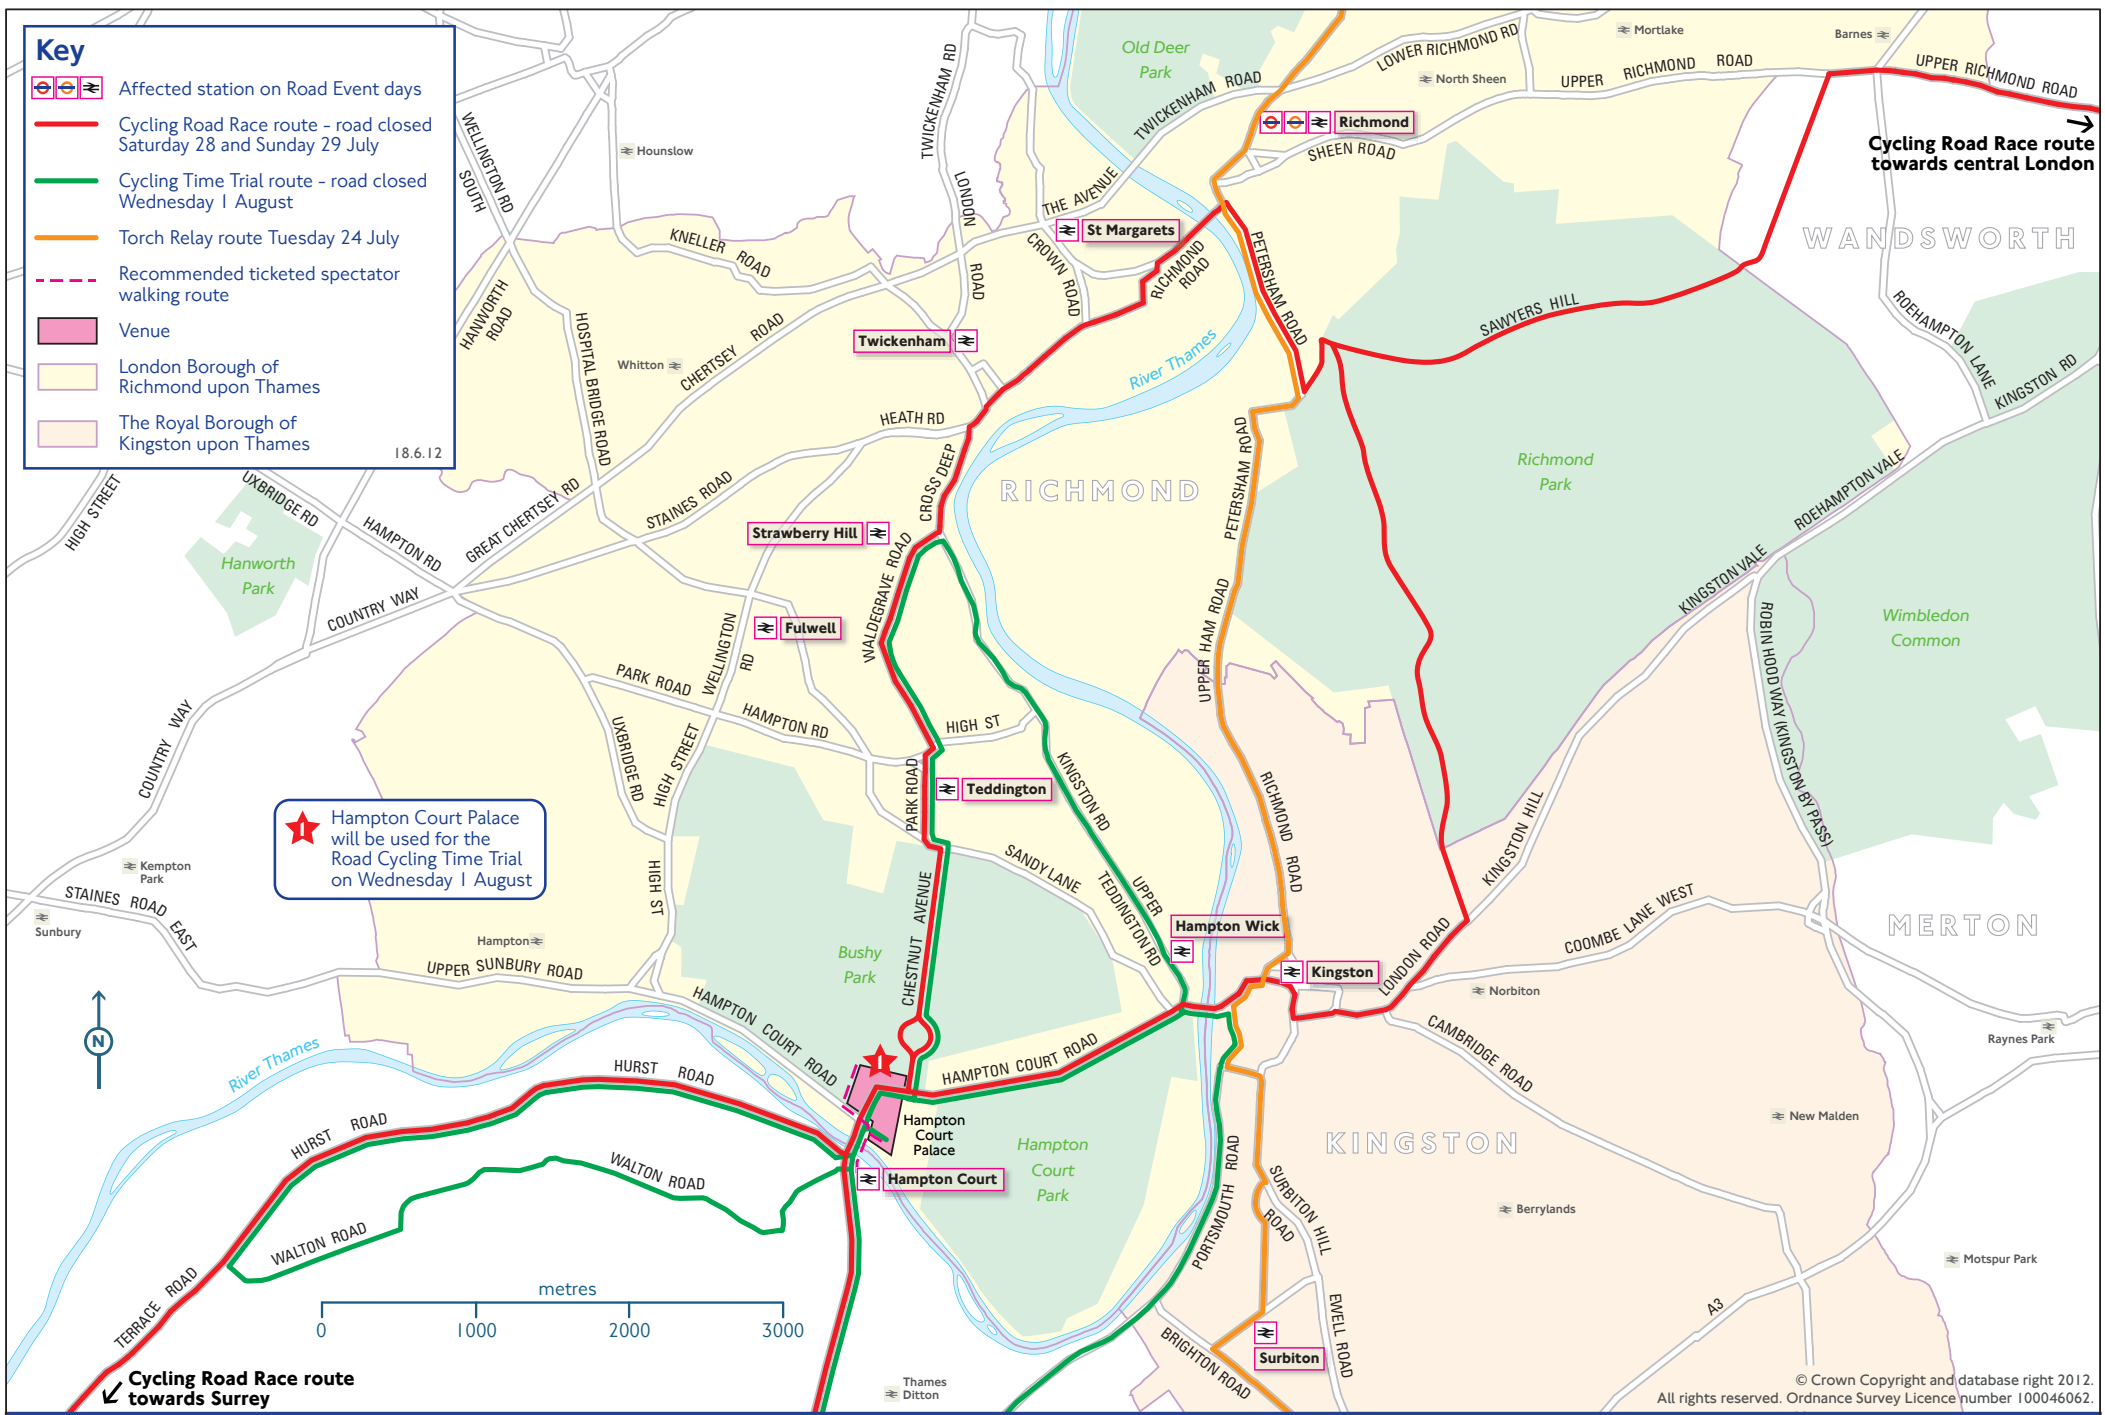 Key
Affected station on Road Event days
Cycling Road Race route – road closed
Saturday 28 and Sunday 29 July
Cycling Time Trial route – road closed
Wednesday 1 August
Torch Relay route Tuesday 24 July
Recommended ticketed spectator
walking route
Venue
London Borough of
Richmond upon Thames
The Royal Borough of
Kingston upon Thames
18.6.12
Old Deer
Park
LOWER RICHMOND RD
Mortlake
Barnes
North Sheen
UPPER RICHMOND ROAD
UPPER RICHMOND ROAD
Cycling Road Race route
towards central London
TWICKENHAM RD
TWICKENHAM ROAD
Richmond
SHEEN ROAD
WELLINGTON RD
SOUTH
Hounslow
LONDON
ROAD
THE AVENUE
St Margarets
CROWN ROAD
RICHMOND
ROAD
PETERSHAM ROAD
WANDSWORTH
KNELLER ROAD
HANWORTH
ROAD
HOSPITAL BRIDGE ROAD
SAWYERS HILL
ROEHAMPTON LANE
KINGSTON RD
Twickenham
Whitton
CHERTSEY ROAD
River Thames
HEATH RD
CROSS DEEP
RICHMOND
PETERSHAM ROAD
Richmond
Park
ROEHAMPTON VALE
HIGH STREET
UXBRIDGE RD
HAMPTON RD
GREAT CHERTSEY RD
STAINES ROAD
Strawberry Hill
WALDEGRAVE ROAD
Hanworth
Park
COUNTRY WAY
KINGSTON VALE
Wimbledon
Common
ROBIN HOOD WAY (KINGSTON BY PASS)
Fulwell
WELLINGTON
RD
UPPER HAM ROAD
PARK ROAD
HAMPTON RD
HIGH ST
COUNTRY WAY
UXBRIDGE RD
HIGH STREET
PARK ROAD
Teddington
KINGSTON RD
RICHMOND ROAD
KINGSTON HILL
1
Hampton Court Palace
will be used for the
Road Cycling Time Trial
on Wednesday 1 August
Kempton
Park
STAINES ROAD EAST
Sunbury
HIGH ST
SANDY LANE
UPPER
TEDDINGTON RD
CHESTNUT AVENUE
Hampton Wick
COOMBE LANE WEST
MERTON
Hampton
UPPER SUNBURY ROAD
Bushy
Park
Kingston
LONDON ROAD
Norbiton
HAMPTON COURT ROAD
N
River Thames
HURST ROAD
1
HAMPTON COURT ROAD
CAMBRIDGE ROAD
Raynes Park
HURST ROAD
Hampton
Court
Palace
Hampton
Court
Park
KINGSTON
New Malden
WALTON ROAD
Hampton Court
PORTSMOUTH ROAD
SURBITON HILL
ROAD
Berrylands
WALTON ROAD
Motspur Park
TERRACE ROAD
metres
0 1000 2000 3000
A3
EWELL ROAD
BRIGHTON ROAD
Surbiton
Cycling Road Race route
towards Surrey
Thames
Ditton
© Crown Copyright and database right 2012.
All rights reserved. Ordnance Survey Licence number 100046062.